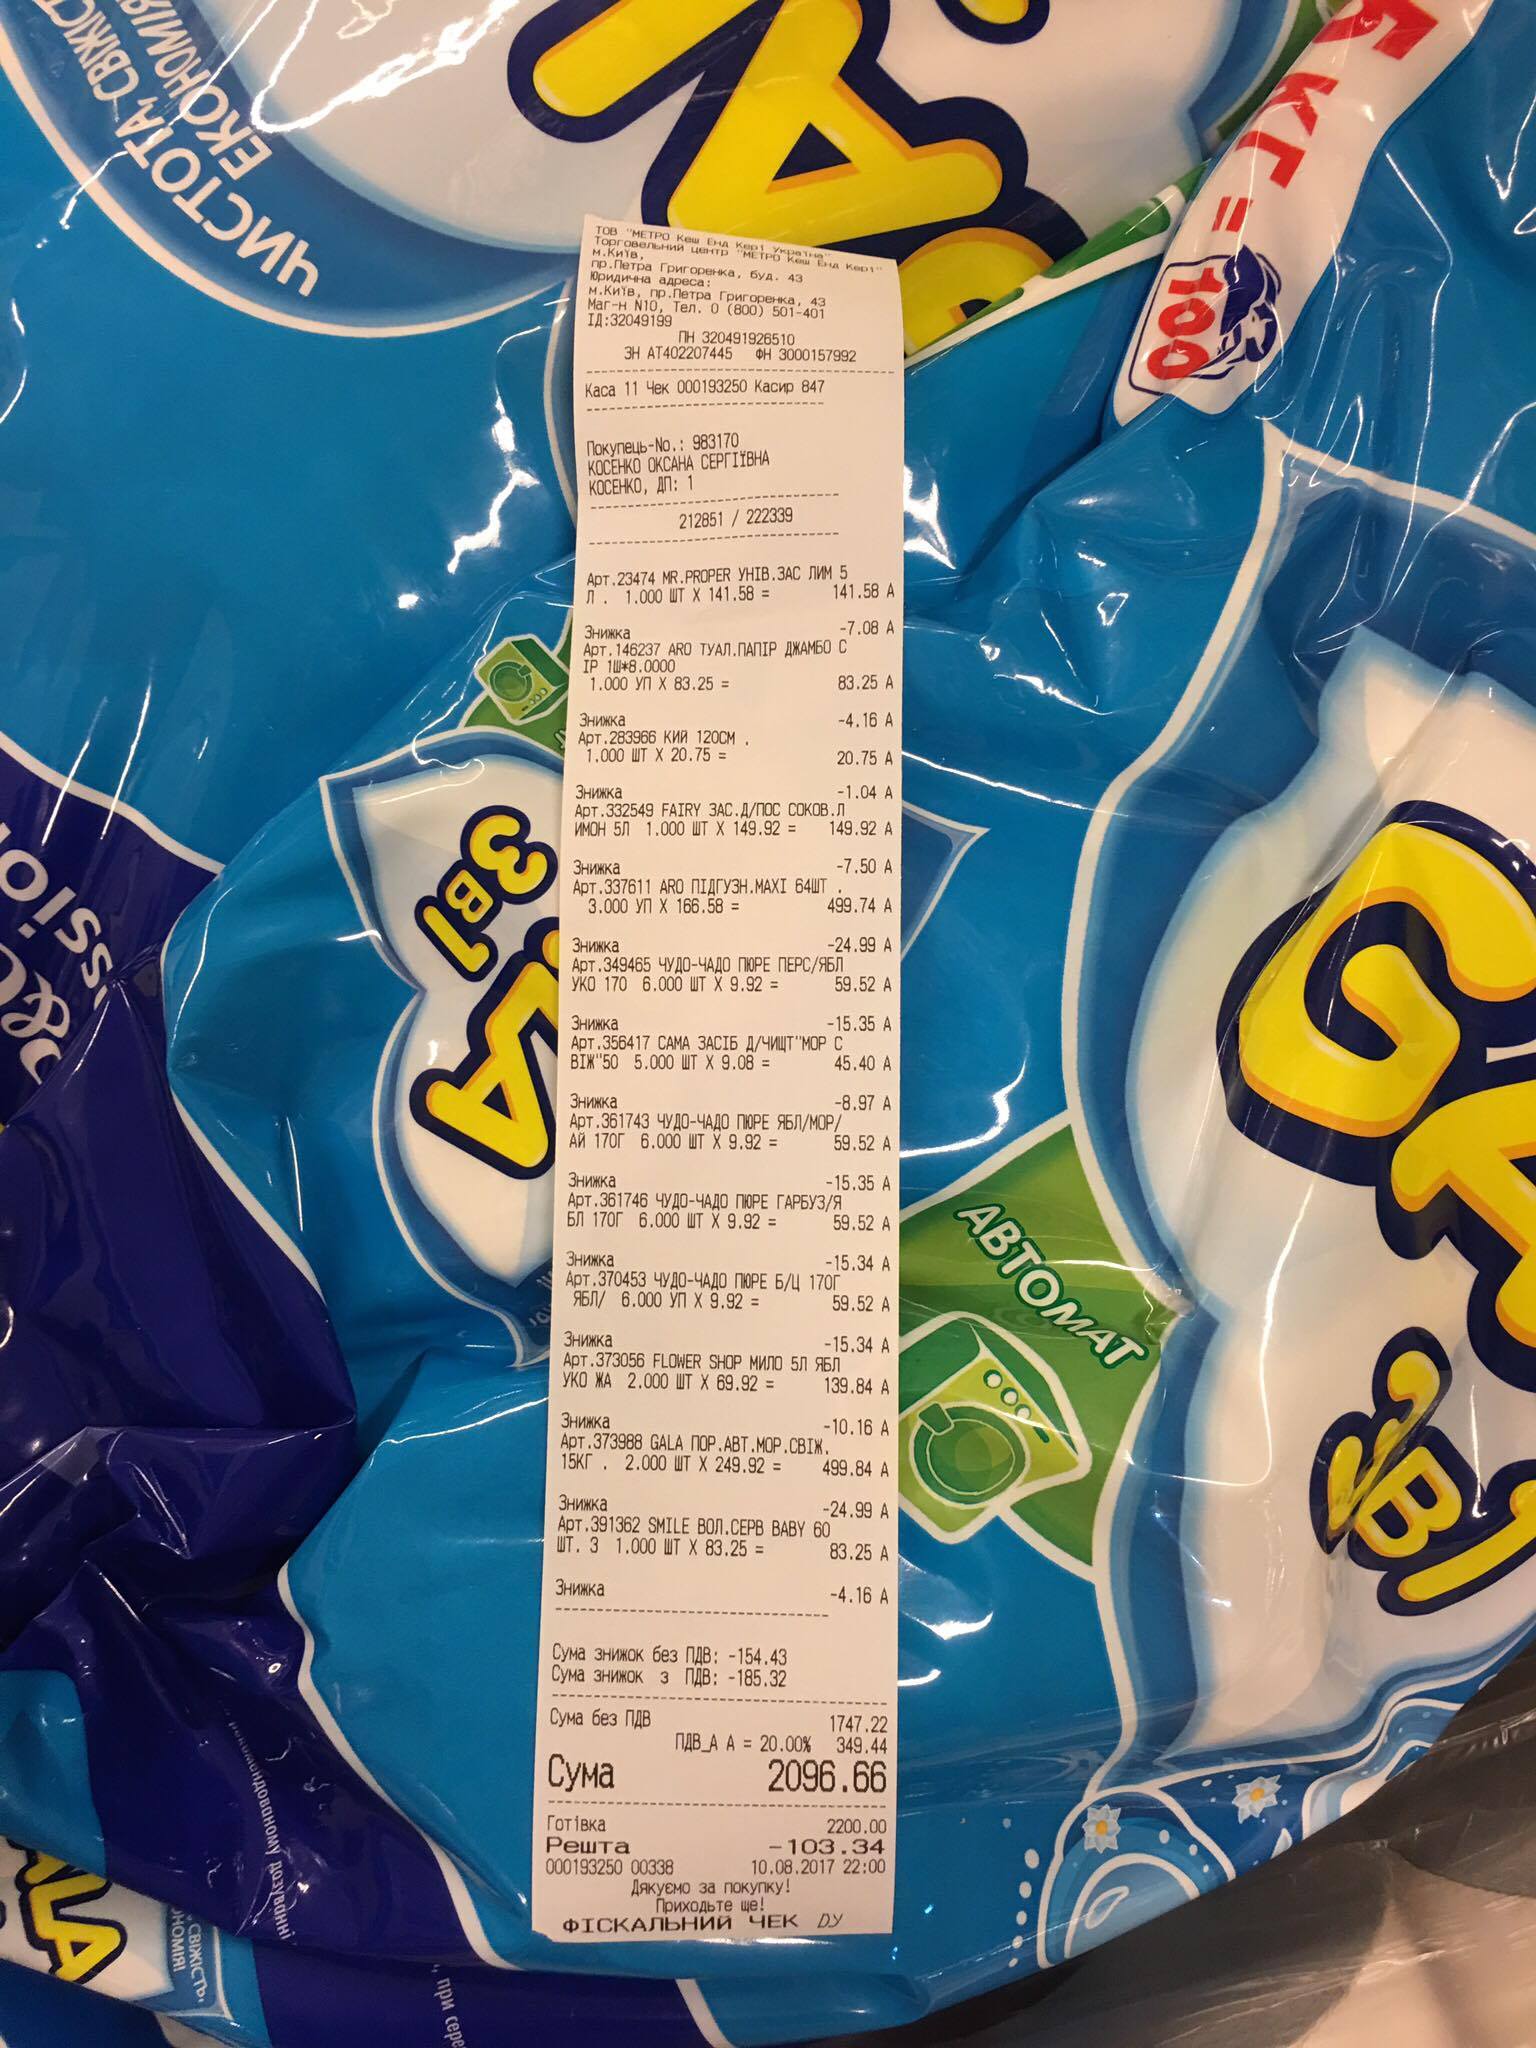 ЧИСТОТА, СВІЖІСТЬ
ЕКОНОМІЯ
КГ =
100
ТОВ "МЕТРО Кеш Енд Кері Україна"
Торговельний центр "МЕТРО Кеш Енд Кері"
м.Київ,
пр.Петра Григоренка, буд. 43
Юридична адреса:
м.Київ, пр.Петра Григоренка, 43
Маг-н N10, Тел. 0 (800) 501-401
ІД:32049199
ПН 320491926510
ЗН АТ402207445 ФН 3000157992
Каса 11 Чек 000193250 Касир 847
Покупець-No.: 983170
КОСЕНКО ОКСАНА СЕРГІЇВНА
КОСЕНКО, ДП: 1
212851 / 222339
Арт.23474 MR.PROPER УНІВ.ЗАС ЛИМ 5
Л . 1.000 ШТ X 141.58 = 141.58 А
Знижка -7.08 А
Арт.146237 ARO ТУАЛ.ПАПІР ДЖАМБО С
ІР 1Ш*8.0000
1.000 УП X 83.25 = 83.25 А
Знижка -4.16 А
Арт.283966 КИЙ 120СМ .
1.000 ШТ X 20.75 = 20.75 А
Знижка -1.04 А
Арт.332549 FAIRY ЗАС.Д/ПОС СОКОВ.Л
ИМОН 5Л 1.000 ШТ X 149.92 = 149.92 А
Знижка -7.50 А
Арт.337611 ARO ПІДГУЗН.MAXI 64ШТ .
3.000 УП X 166.58 = 499.74 А
Знижка -24.99 А
Арт.349465 ЧУДО-ЧАДО ПЮРЕ ПЕРС/ЯБЛ
УКО 170 6.000 ШТ X 9.92 = 59.52 А
Знижка -15.35 А
Арт.356417 САМА ЗАСІБ Д/ЧИЩТ"МОР С
ВІЖ"50 5.000 ШТ X 9.08 = 45.40 А
Знижка -8.97 А
Арт.361743 ЧУДО-ЧАДО ПЮРЕ ЯБЛ/МОР/
АЙ 170Г 6.000 ШТ X 9.92 = 59.52 А
Знижка -15.35 А
Арт.361746 ЧУДО-ЧАДО ПЮРЕ ГАРБУЗ/Я
БЛ 170Г 6.000 ШТ X 9.92 = 59.52 А
Знижка -15.34 А
Арт.370453 ЧУДО-ЧАДО ПЮРЕ Б/Ц 170Г
ЯБЛ/ 6.000 УП X 9.92 = 59.52 А
Знижка -15.34 А
Арт.373056 FLOWER SHOP МИЛО 5Л ЯБЛ
УКО ЖА 2.000 ШТ X 69.92 = 139.84 А
Знижка -10.16 А
Арт.373988 GALA ПОР.АВТ.МОР.СВІЖ.
15КГ . 2.000 ШТ X 249.92 = 499.84 А
Знижка -24.99 А
Арт.391362 SMILE ВОЛ.СЕРВ BABY 60
ШТ. З 1.000 ШТ X 83.25 = 83.25 А
Знижка -4.16 А
Сума знижок без ПДВ: -154.43
Сума знижок з ПДВ: -185.32
Сума без ПДВ 1747.22
ПДВ_А А = 20.00% 349.44
Сума 2096.66
Готівка 2200.00
Решта -103.34
000193250 00338 10.08.2017 22:00
Дякуємо за покупку!
Приходьте ще!
ФІСКАЛЬНИЙ ЧЕК
3 В 1
АВТОМАТ